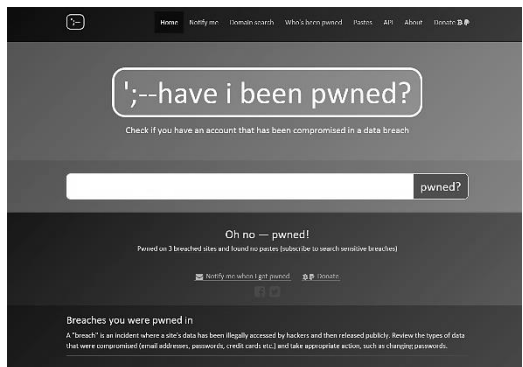 ';--
Home Notify me Domain search Who's been pwned Pastes API About Donate
';--have i been pwned?
Check if you have an account that has been compromised in a data breach
pwned?
Oh no — pwned!
Pwned on 3 breached sites and found no pastes (subscribe to search sensitive breaches)
Notify me when I get pwned Donate
Breaches you were pwned in
A "breach" is an incident where a site's data has been illegally accessed by hackers and then released publicly. Review the types of data
that were compromised (email addresses, passwords, credit cards etc.) and take appropriate action, such as changing passwords.